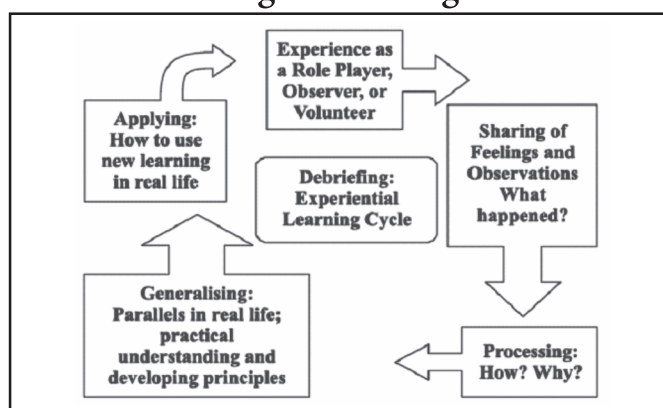 Experience as
a Role Player,
Observer, or
Volunteer
Sharing of
Feelings and
Observations
What
happened?
Processing:
How? Why?
Generalising:
Parallels in real life;
practical
understanding and
developing principles
Applying:
How to use
new learning
in real life
Debriefing:
Experiential
Learning Cycle